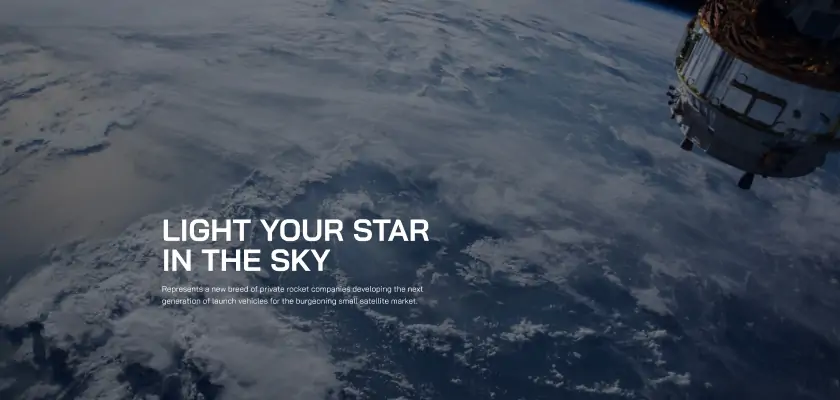 LIGHT YOUR STAR
IN THE SKY
Represents a new breed of private rocket companies developing the next
generation of launch vehicles for the burgeoning small satellite market.